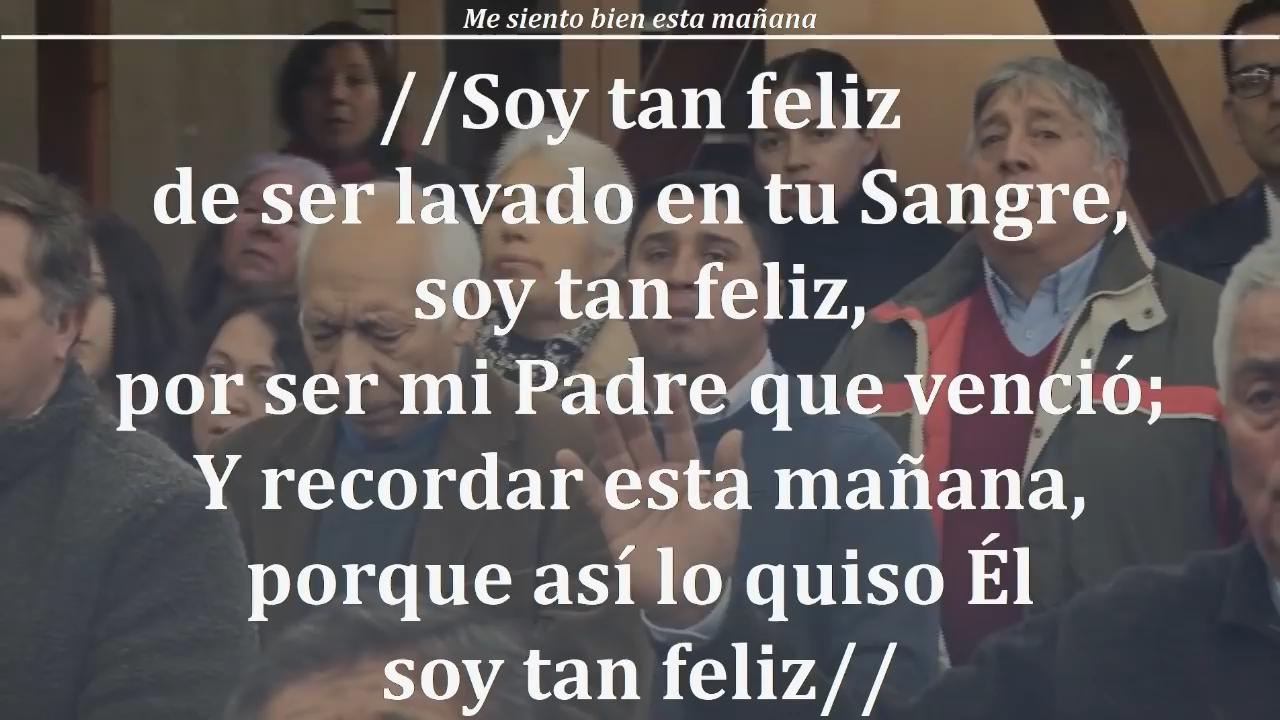 Me siento bien esta mañana
//Soy tan feliz
de ser lavado en tu Sangre,
soy tan feliz,
por ser mi Padre que venció;
Y recordar esta mañana,
porque así lo quiso Él
soy tan feliz//